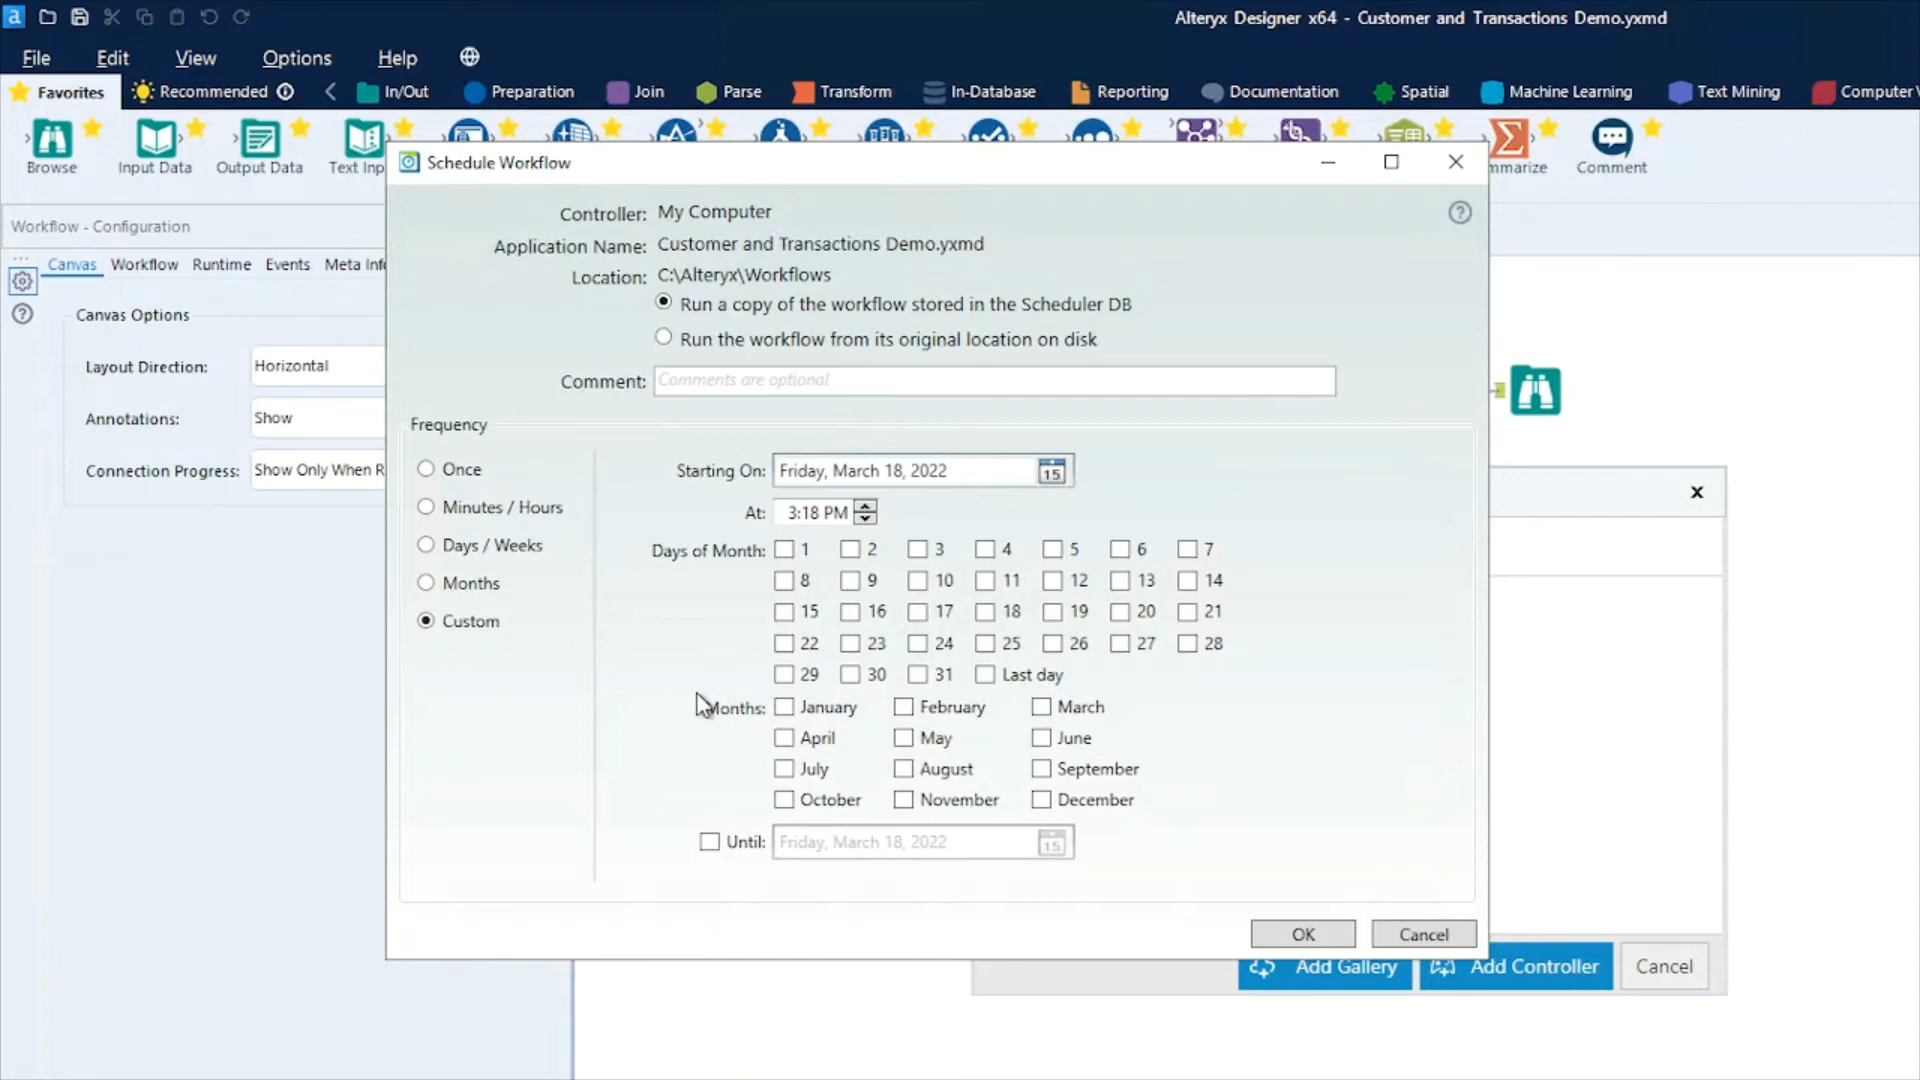 Alteryx Designer x64 - Customer and Transactions Demo.yxmd
File Edit View Options Help
Favorites Recommended In/Out Preparation Join Parse Transform In-Database Reporting Documentation Spatial Machine Learning Text Mining Computer
Browse Input Data Output Data Text Inp mmarize Comment
Schedule Workflow
Workflow - Configuration
Canvas Workflow Runtime Events Meta Info
Canvas Options
Layout Direction: Horizontal
Annotations: Show
Connection Progress: Show Only When R
Controller: My Computer
Application Name: Customer and Transactions Demo.yxmd
Location: C:\Alteryx\Workflows
Run a copy of the workflow stored in the Scheduler DB
Run the workflow from its original location on disk
Comment: Comments are optional
Frequency
Once
Minutes / Hours
Days / Weeks
Months
Custom
Starting On: Friday, March 18, 2022 15
At: 3:18 PM
Days of Month: 1 2 3 4 5 6 7
8 9 10 11 12 13 14
15 16 17 18 19 20 21
22 23 24 25 26 27 28
29 30 31 Last day
Months: January February March
April May June
July August September
October November December
Until: Friday, March 18, 2022 15
OK Cancel
Add Gallery Add Controller Cancel